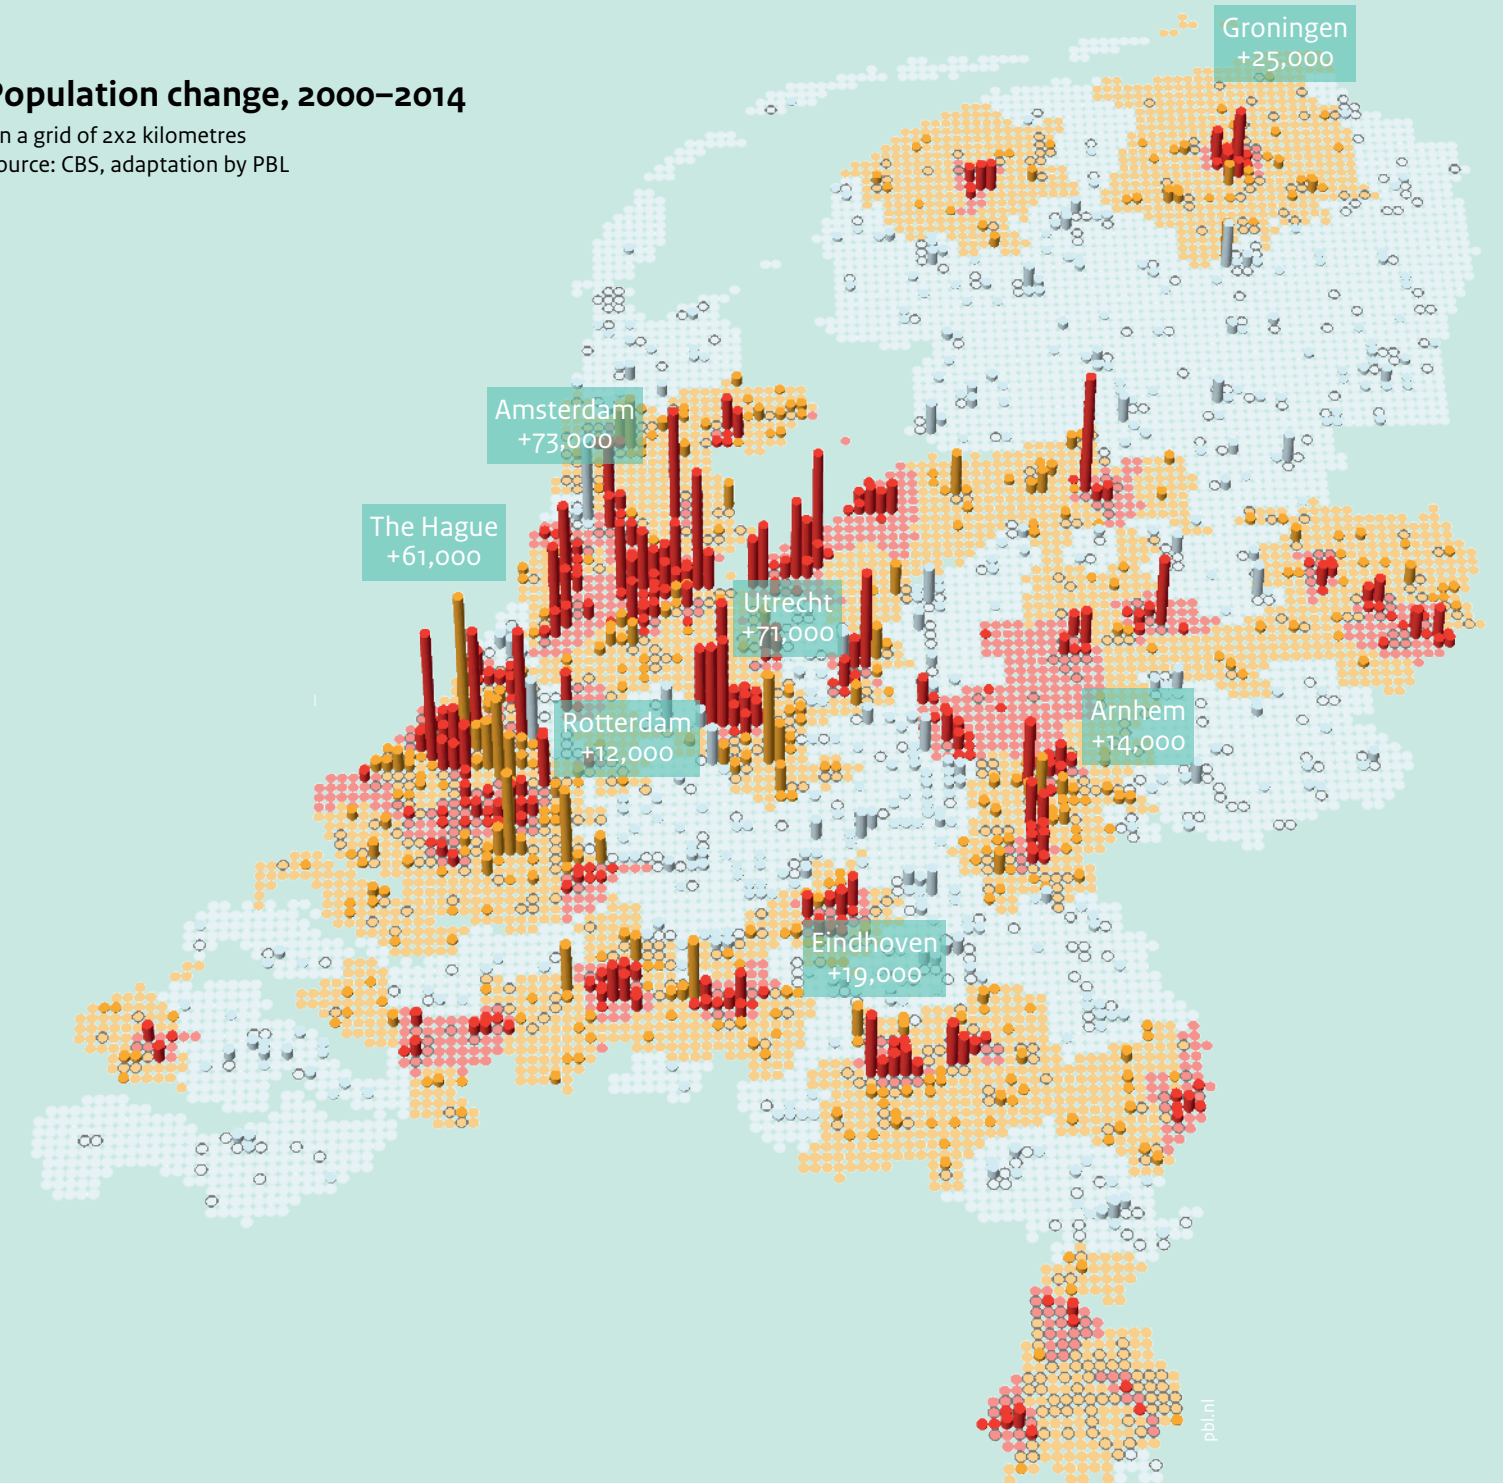 Population change, 2000–2014
n a grid of 2x2 kilometres
ource: CBS, adaptation by PBL
Groningen
+25,000
Amsterdam
+73,000
The Hague
+61,000
Utrecht
+71,000
Rotterdam
+12,000
Arnhem
+14,000
Eindhoven
+19,000
pbl.nl